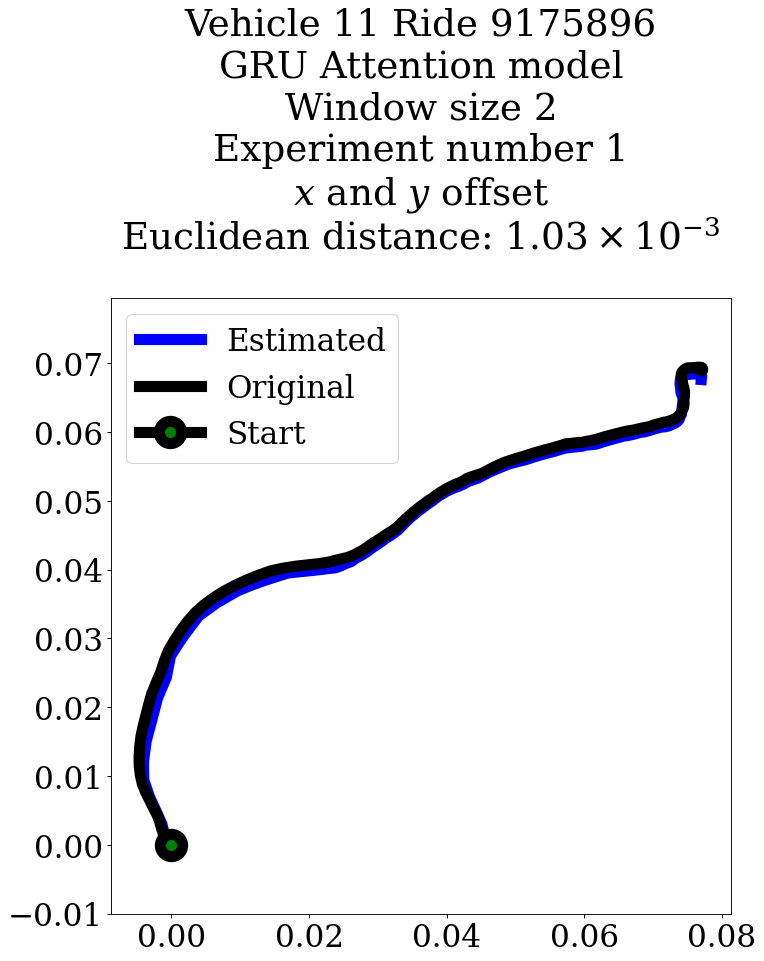 Vehicle 11 Ride 9175896
GRU Attention model
Window size 2
Experiment number 1
x and y offset
Euclidean distance: 1.03 × 10⁻³
Estimated
Original
Start
0.07
0.06
0.05
0.04
0.03
0.02
0.01
0.00
−0.01
0.00 0.02 0.04 0.06 0.08